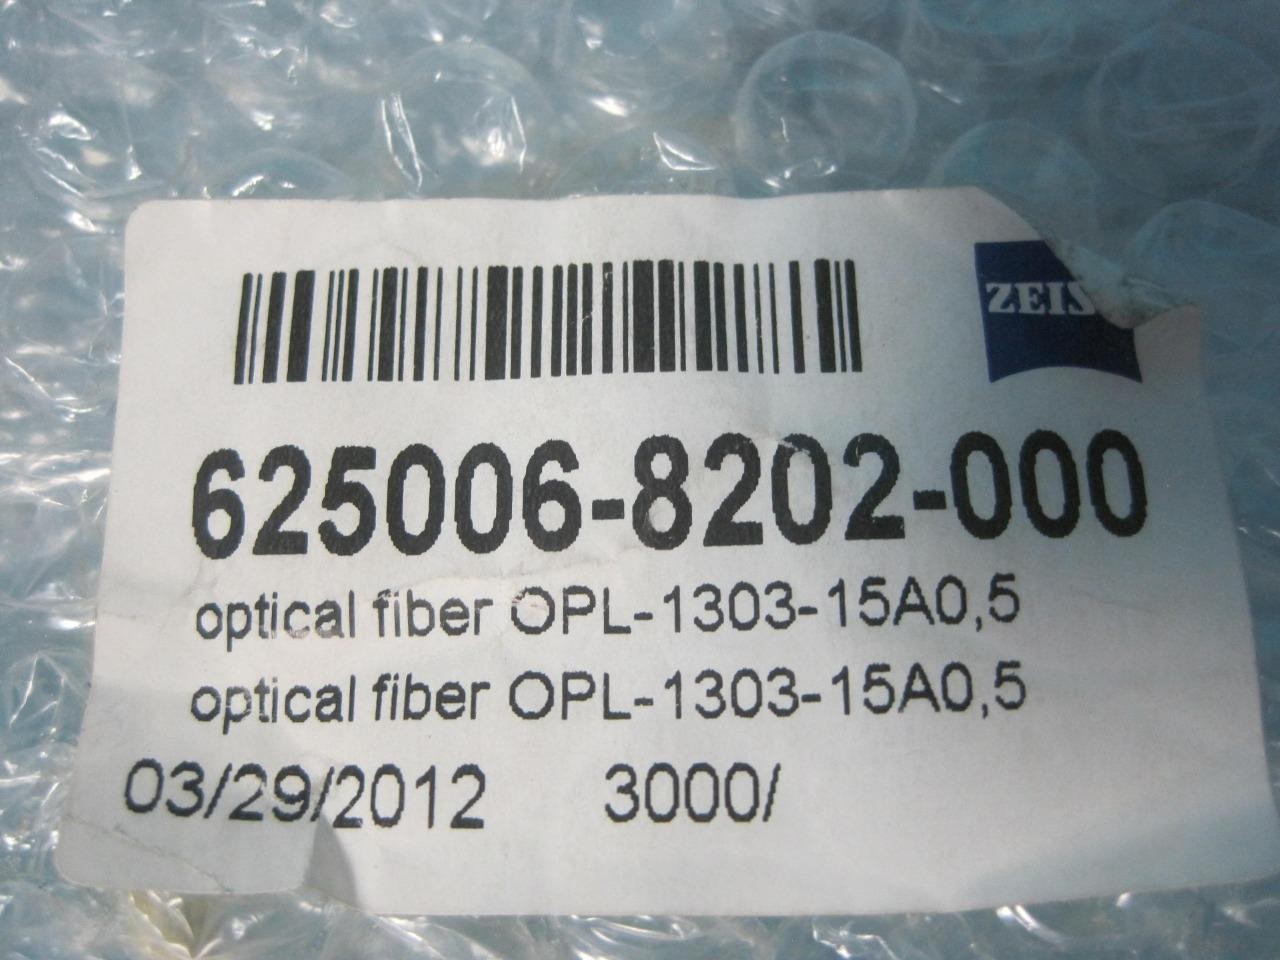 ZEISS
625006-8202-000
optical fiber OPL-1303-15A0,5
optical fiber OPL-1303-15A0,5
03/29/2012 3000/